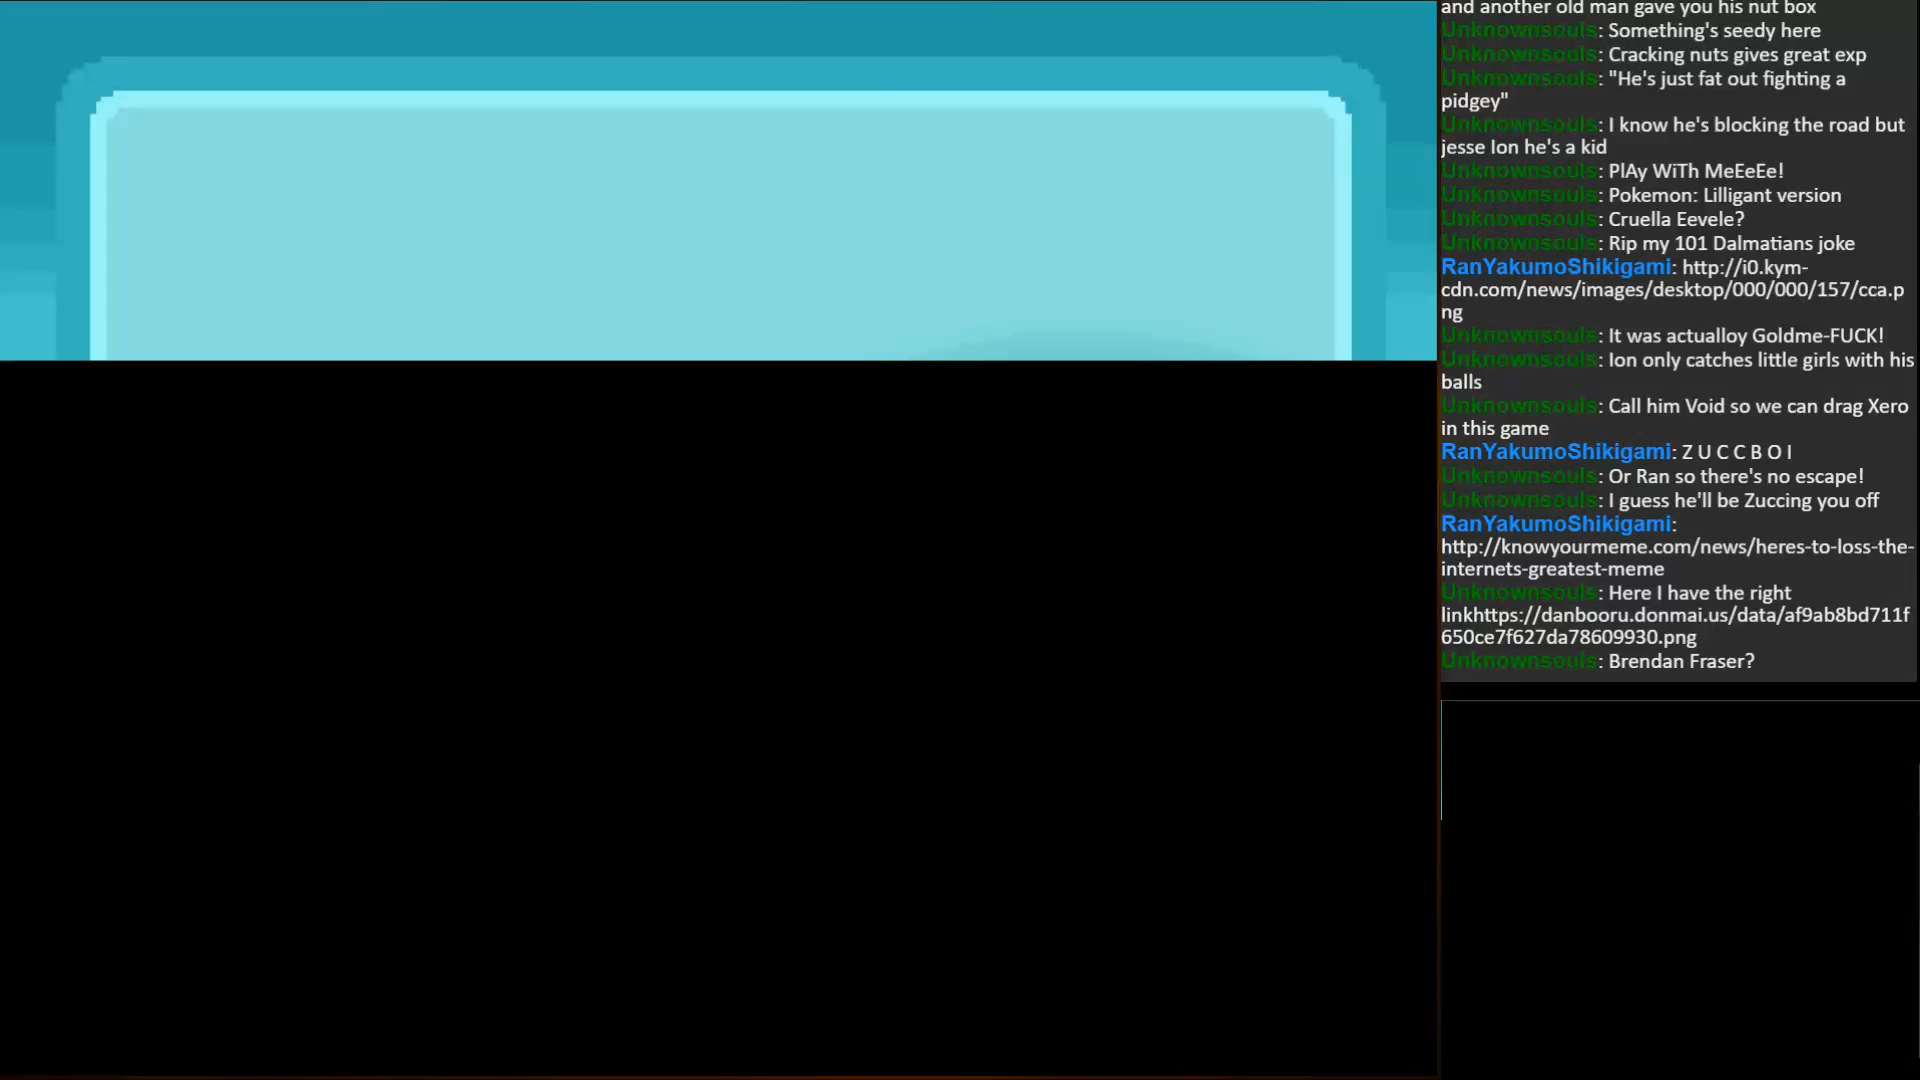 and another old man gave you his nut box
Unknownsouls: Something's seedy here
Unknownsouls: Cracking nuts gives great exp
Unknownsouls: "He's just fat out fighting a
pidgey"
Unknownsouls: I know he's blocking the road but
jesse Ion he's a kid
Unknownsouls: PlAy WiTh MeEeEe!
Unknownsouls: Pokemon: Lilligant version
Unknownsouls: Cruella Eevele?
Unknownsouls: Rip my 101 Dalmatians joke
RanYakumoShikigami: http://i0.kym-
cdn.com/news/images/desktop/000/000/157/cca.p
ng
Unknownsouls: It was actualloy Goldme-FUCK!
Unknownsouls: Ion only catches little girls with his
balls
Unknownsouls: Call him Void so we can drag Xero
in this game
RanYakumoShikigami: Z U C C B O I
Unknownsouls: Or Ran so there's no escape!
Unknownsouls: I guess he'll be Zuccing you off
RanYakumoShikigami:
http://knowyourmeme.com/news/heres-to-loss-the-
internets-greatest-meme
Unknownsouls: Here I have the right
linkhttps://danbooru.donmai.us/data/af9ab8bd711f
650ce7f627da78609930.png
Unknownsouls: Brendan Fraser?